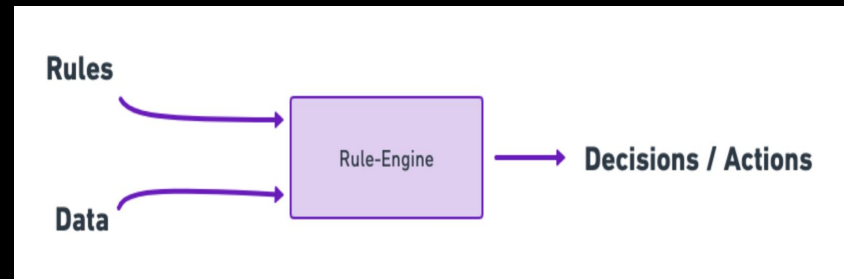 Rules
Rule-Engine
Decisions / Actions
Data